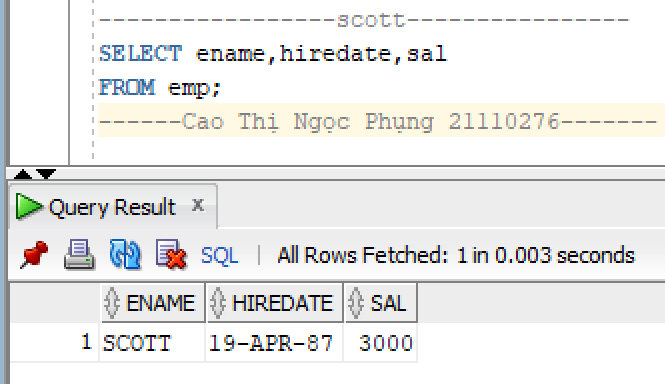 -----------------scott----------------
SELECT ename,hiredate,sal
FROM emp;
------Cao Thị Ngọc Phụng 21110276-------
Query Result x
SQL | All Rows Fetched: 1 in 0.003 seconds
ENAME HIREDATE SAL
1 SCOTT 19-APR-87 3000